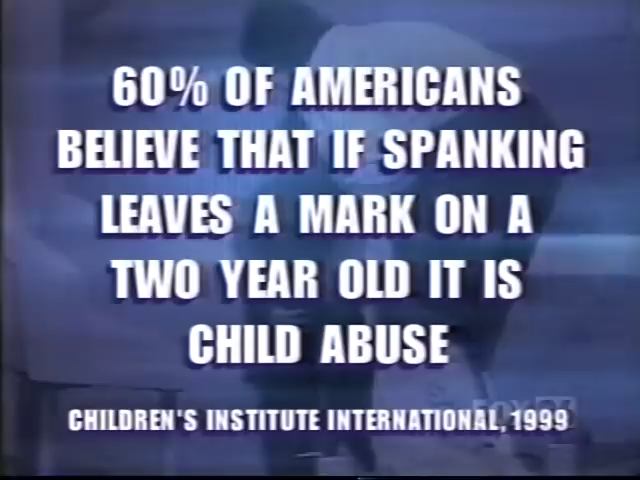 60% OF AMERICANS
BELIEVE THAT IF SPANKING
LEAVES A MARK ON A
TWO YEAR OLD IT IS
CHILD ABUSE
CHILDREN'S INSTITUTE INTERNATIONAL, 1999
FOX